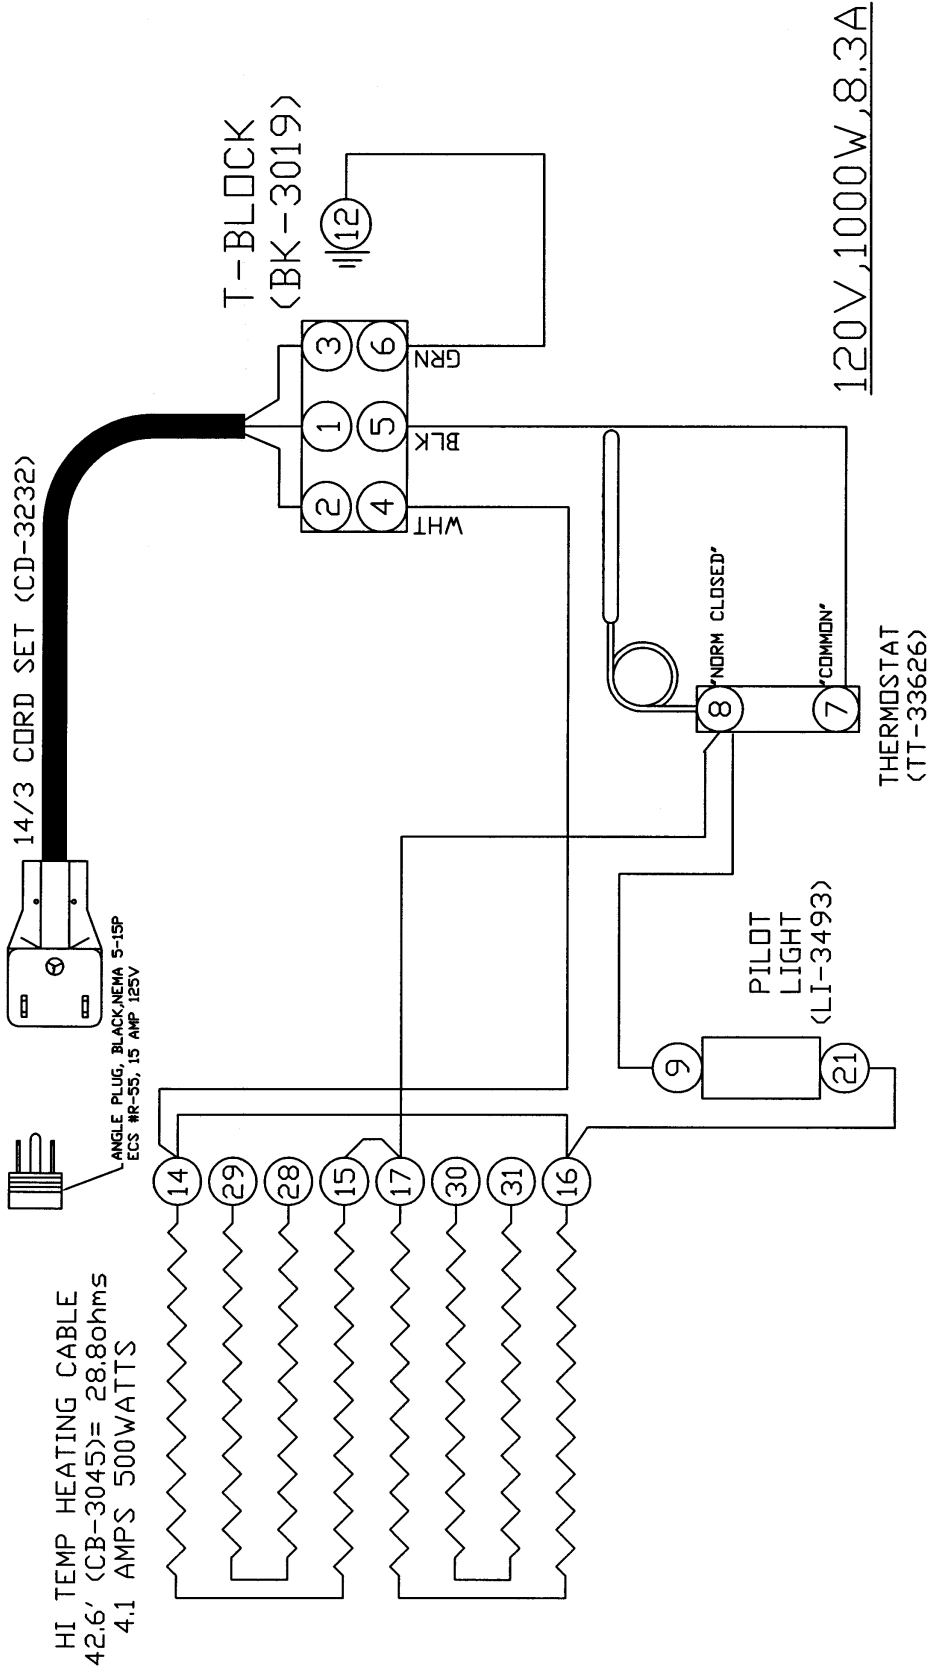 HI TEMP HEATING CABLE
42.6' (CB-3045)= 28.8ohms
4.1 AMPS 500WATTS
ANGLE PLUG, BLACK,NEMA 5-15P
ECS #R-55, 15 AMP 125V
14/3 CORD SET (CD-3232)
T-BLOCK
(BK-3019)
2
1
3
4
5
6
WHT
BLK
GRN
12
14
29
28
15
17
30
31
16
9
21
PILOT
LIGHT
(LI-3493)
8
7
"NORM CLOSED"
"COMMON"
THERMOSTAT
(TT-33626)
120V,1000W,8.3A